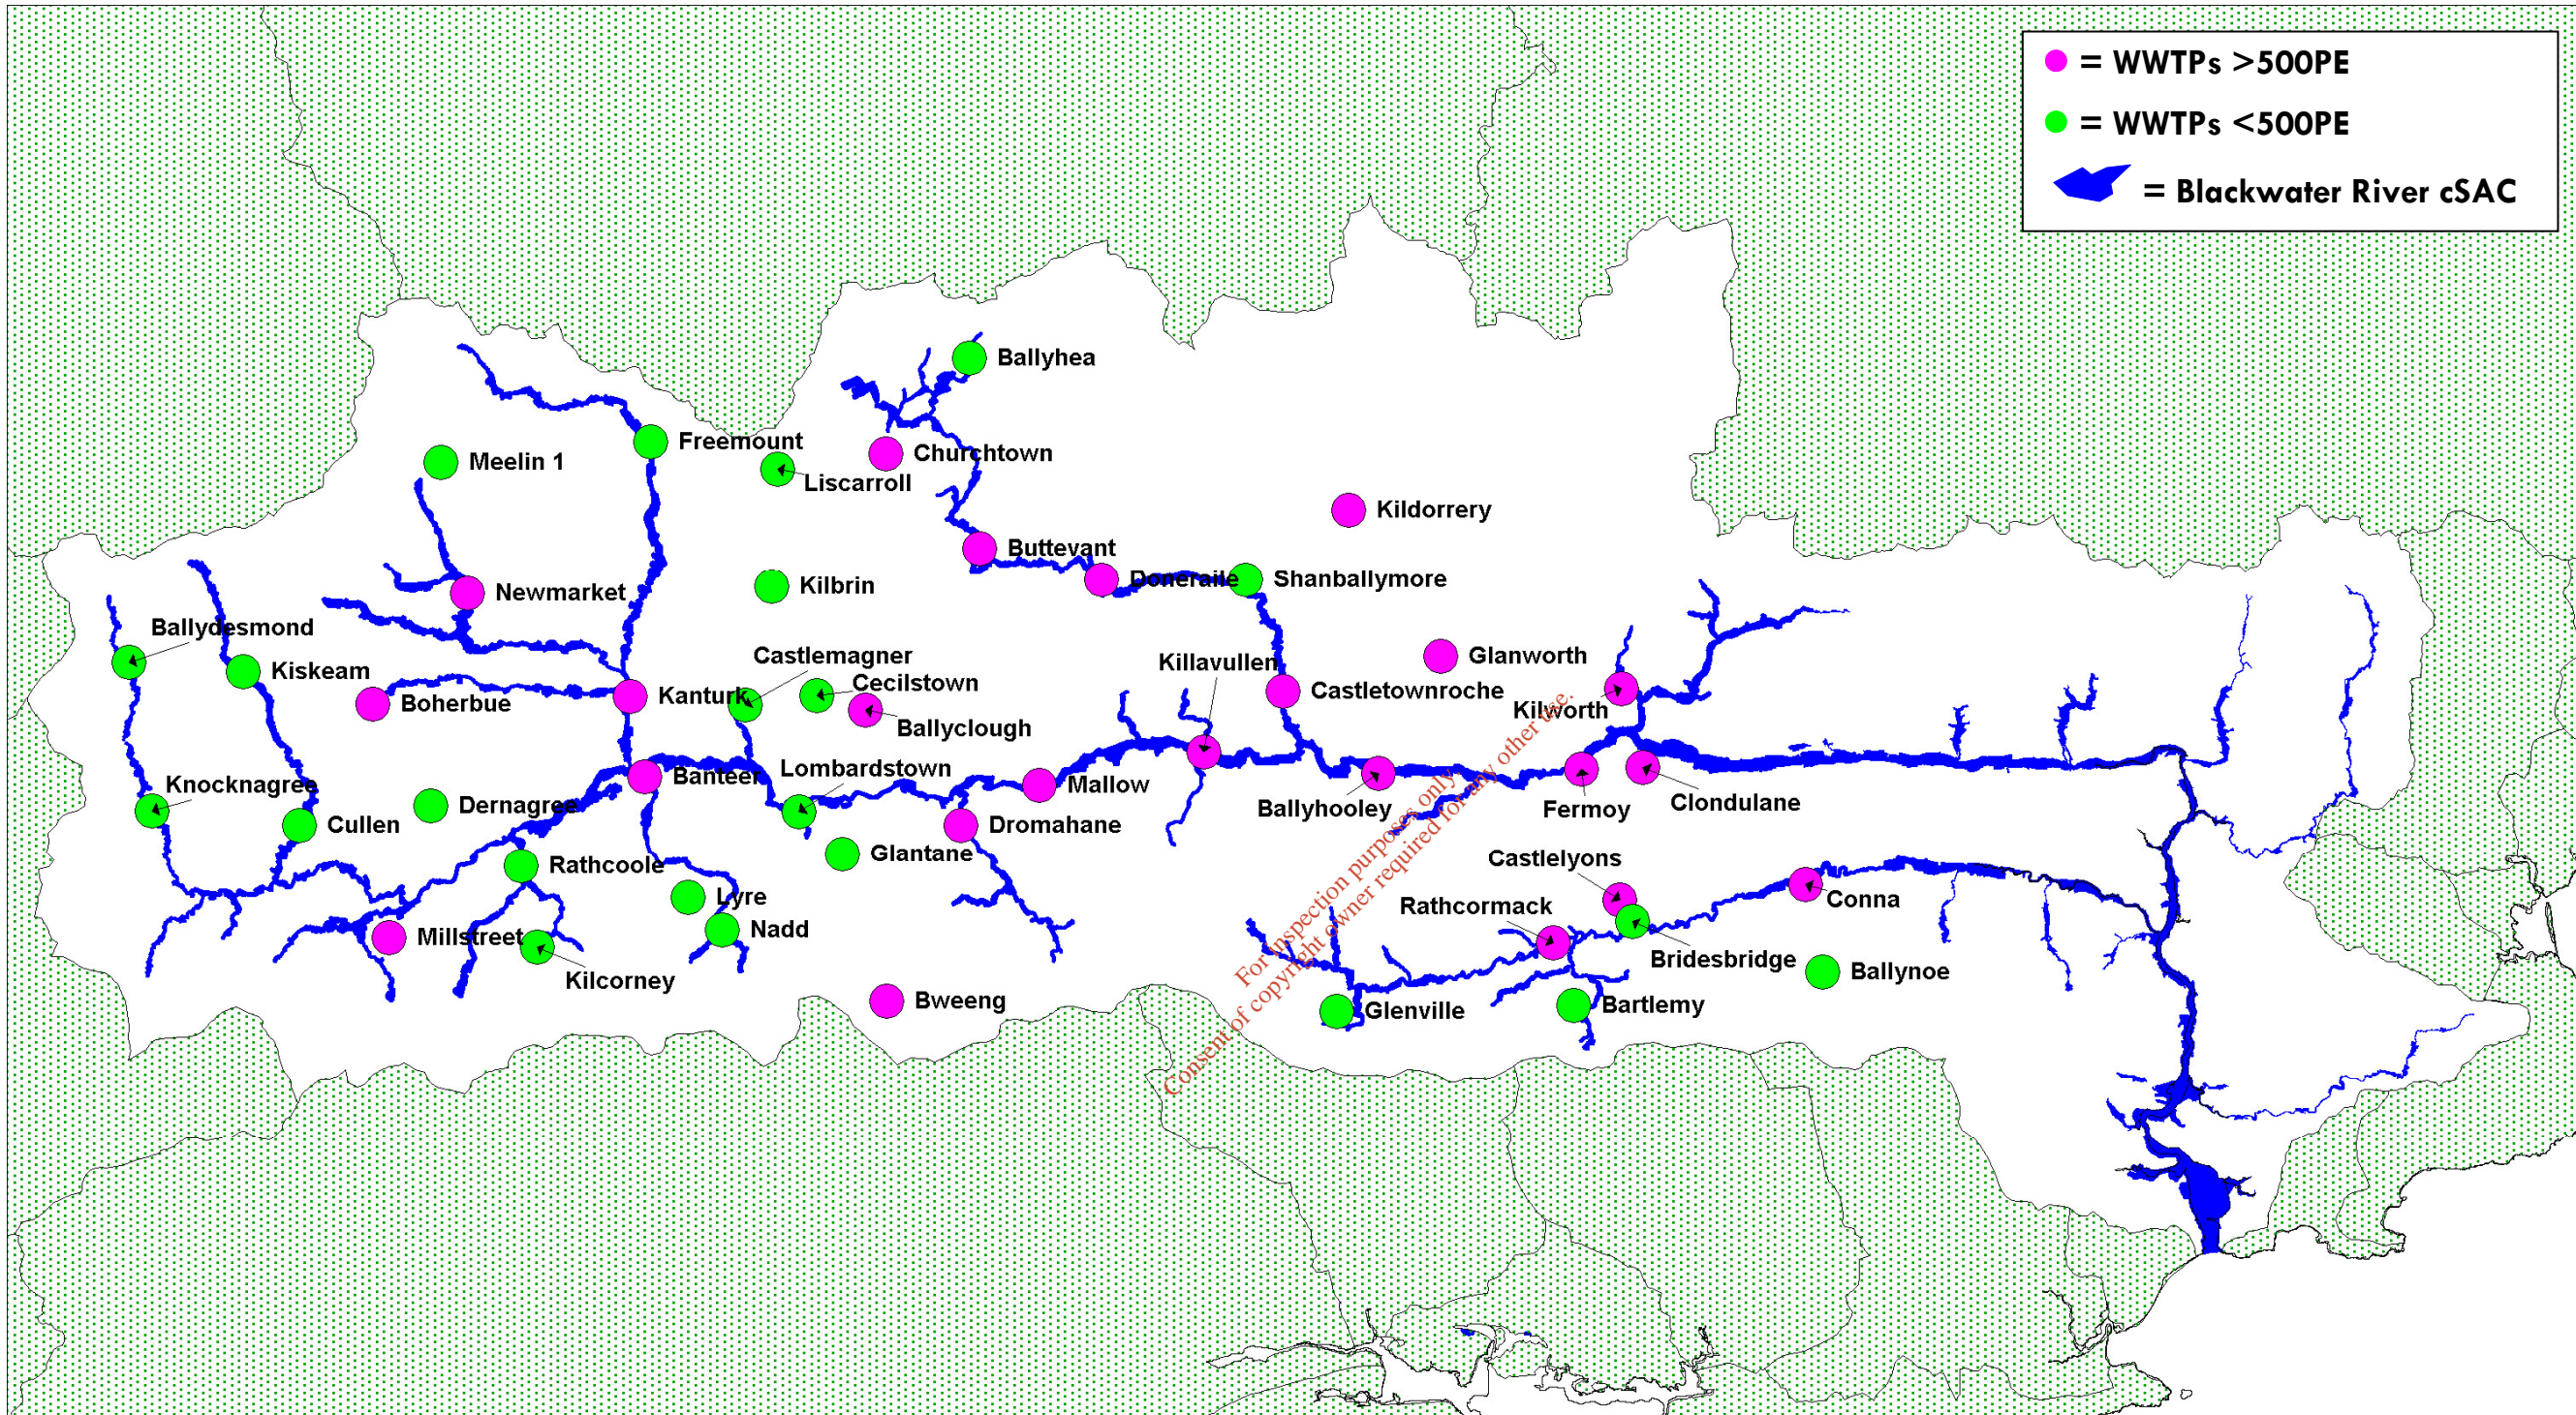 = WWTPs >500PE
= WWTPs <500PE
= Blackwater River cSAC
Ballyhea
Freemount
Churchtown
Meelin 1
Liscarroll
Kildorrery
Buttevant
Doneraile
Shanballymore
Kilbrin
Newmarket
Ballydesmond
Kiskeam
Castlemagner
Killavullen
Glanworth
Cecilstown
Castletownroche
Kanturk
Boherbue
Kilworth
Ballyclough
Banteer
Lombardstown
Mallow
Knocknagree
Dernagree
Ballyhooley
Fermoy
Clondulane
Cullen
Dromahane
Glantane
Rathcoole
Castlelyons
Lyre
Conna
Rathcormack
Nadd
Millstreet
Bridesbridge
Ballynoe
Kilcorney
Bweeng
Glenville
Bartlemy
For inspection purposes only.
Consent of copyright owner required for any other use.